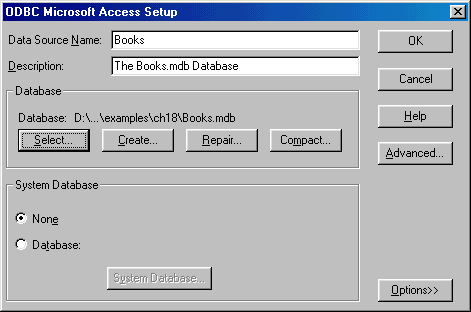 ODBC Microsoft Access Setup
Data Source Name: Books
OK
Description: The Books.mdb Database
Cancel
Database
Database: D:\...\examples\ch18\Books.mdb
Help
Select... Create... Repair... Compact...
Advanced...
System Database
None
Database:
System Database...
Options>>